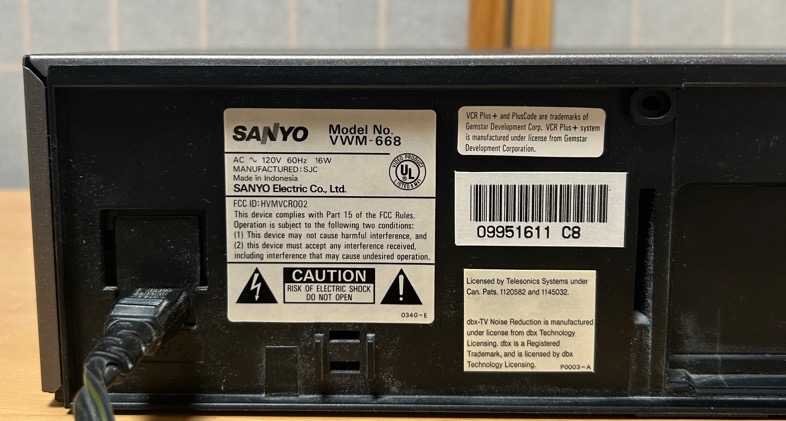 SANYO Model No.
VWM-668
AC ~ 120V 60Hz 16W
MANUFACTURED: SJC
Made in Indonesia
SANYO Electric Co., Ltd.
VIDEO PRODUCT
UL
LISTED
FCC ID: HVMVCR002
This device complies with Part 15 of the FCC Rules.
Operation is subject to the following two conditions:
(1) This device may not cause harmful interference, and
(2) this device must accept any interference received,
including interference that may cause undesired operation.
CAUTION
RISK OF ELECTRIC SHOCK
DO NOT OPEN
0340-E
VCR Plus+ and PlusCode are trademarks of
Gemstar Development Corp. VCR Plus+ system
is manufactured under license from Gemstar
Development Corporation.
09951611 C8
Licensed by Telesonics Systems under
Can. Pats. 1120582 and 1145032.
dbx-TV Noise Reduction is manufactured
under license from dbx Technology
Licensing. dbx is a Registered
Trademark, and is licensed by dbx
Technology Licensing.
P0003-A